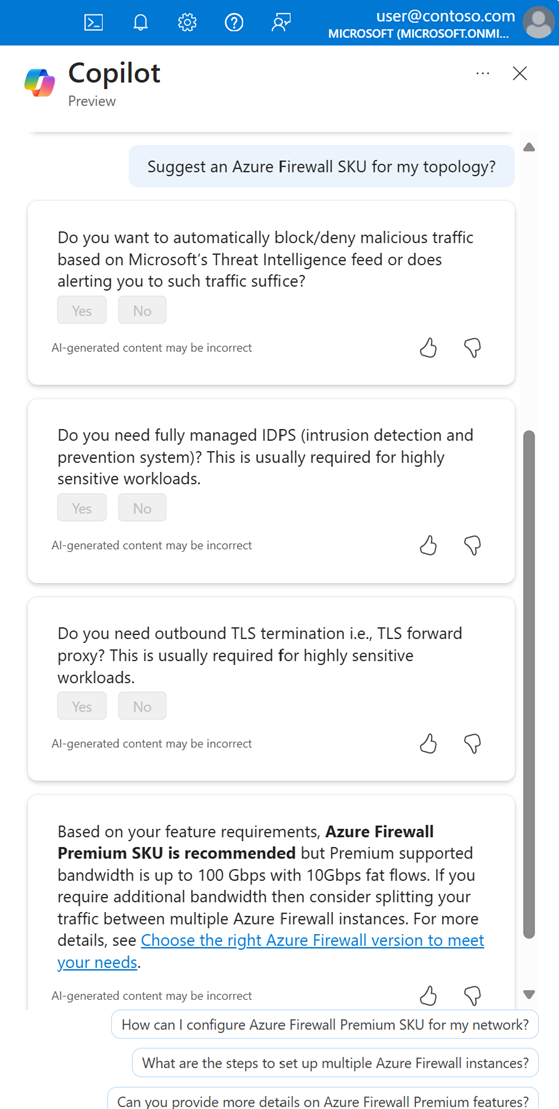 user@contoso.com
MICROSOFT (MICROSOFT.ONMI...
Copilot
Preview
Suggest an Azure Firewall SKU for my topology?
Do you want to automatically block/deny malicious traffic
based on Microsoft's Threat Intelligence feed or does
alerting you to such traffic suffice?
Yes No
AI-generated content may be incorrect
Do you need fully managed IDPS (intrusion detection and
prevention system)? This is usually required for highly
sensitive workloads.
Yes No
AI-generated content may be incorrect
Do you need outbound TLS termination i.e., TLS forward
proxy? This is usually required for highly sensitive
workloads.
Yes No
AI-generated content may be incorrect
Based on your feature requirements, Azure Firewall
Premium SKU is recommended but Premium supported
bandwidth is up to 100 Gbps with 10Gbps fat flows. If you
require additional bandwidth then consider splitting your
traffic between multiple Azure Firewall instances. For more
details, see Choose the right Azure Firewall version to meet
your needs.
AI-generated content may be incorrect
How can I configure Azure Firewall Premium SKU for my network?
What are the steps to set up multiple Azure Firewall instances?
Can you provide more details on Azure Firewall Premium features?